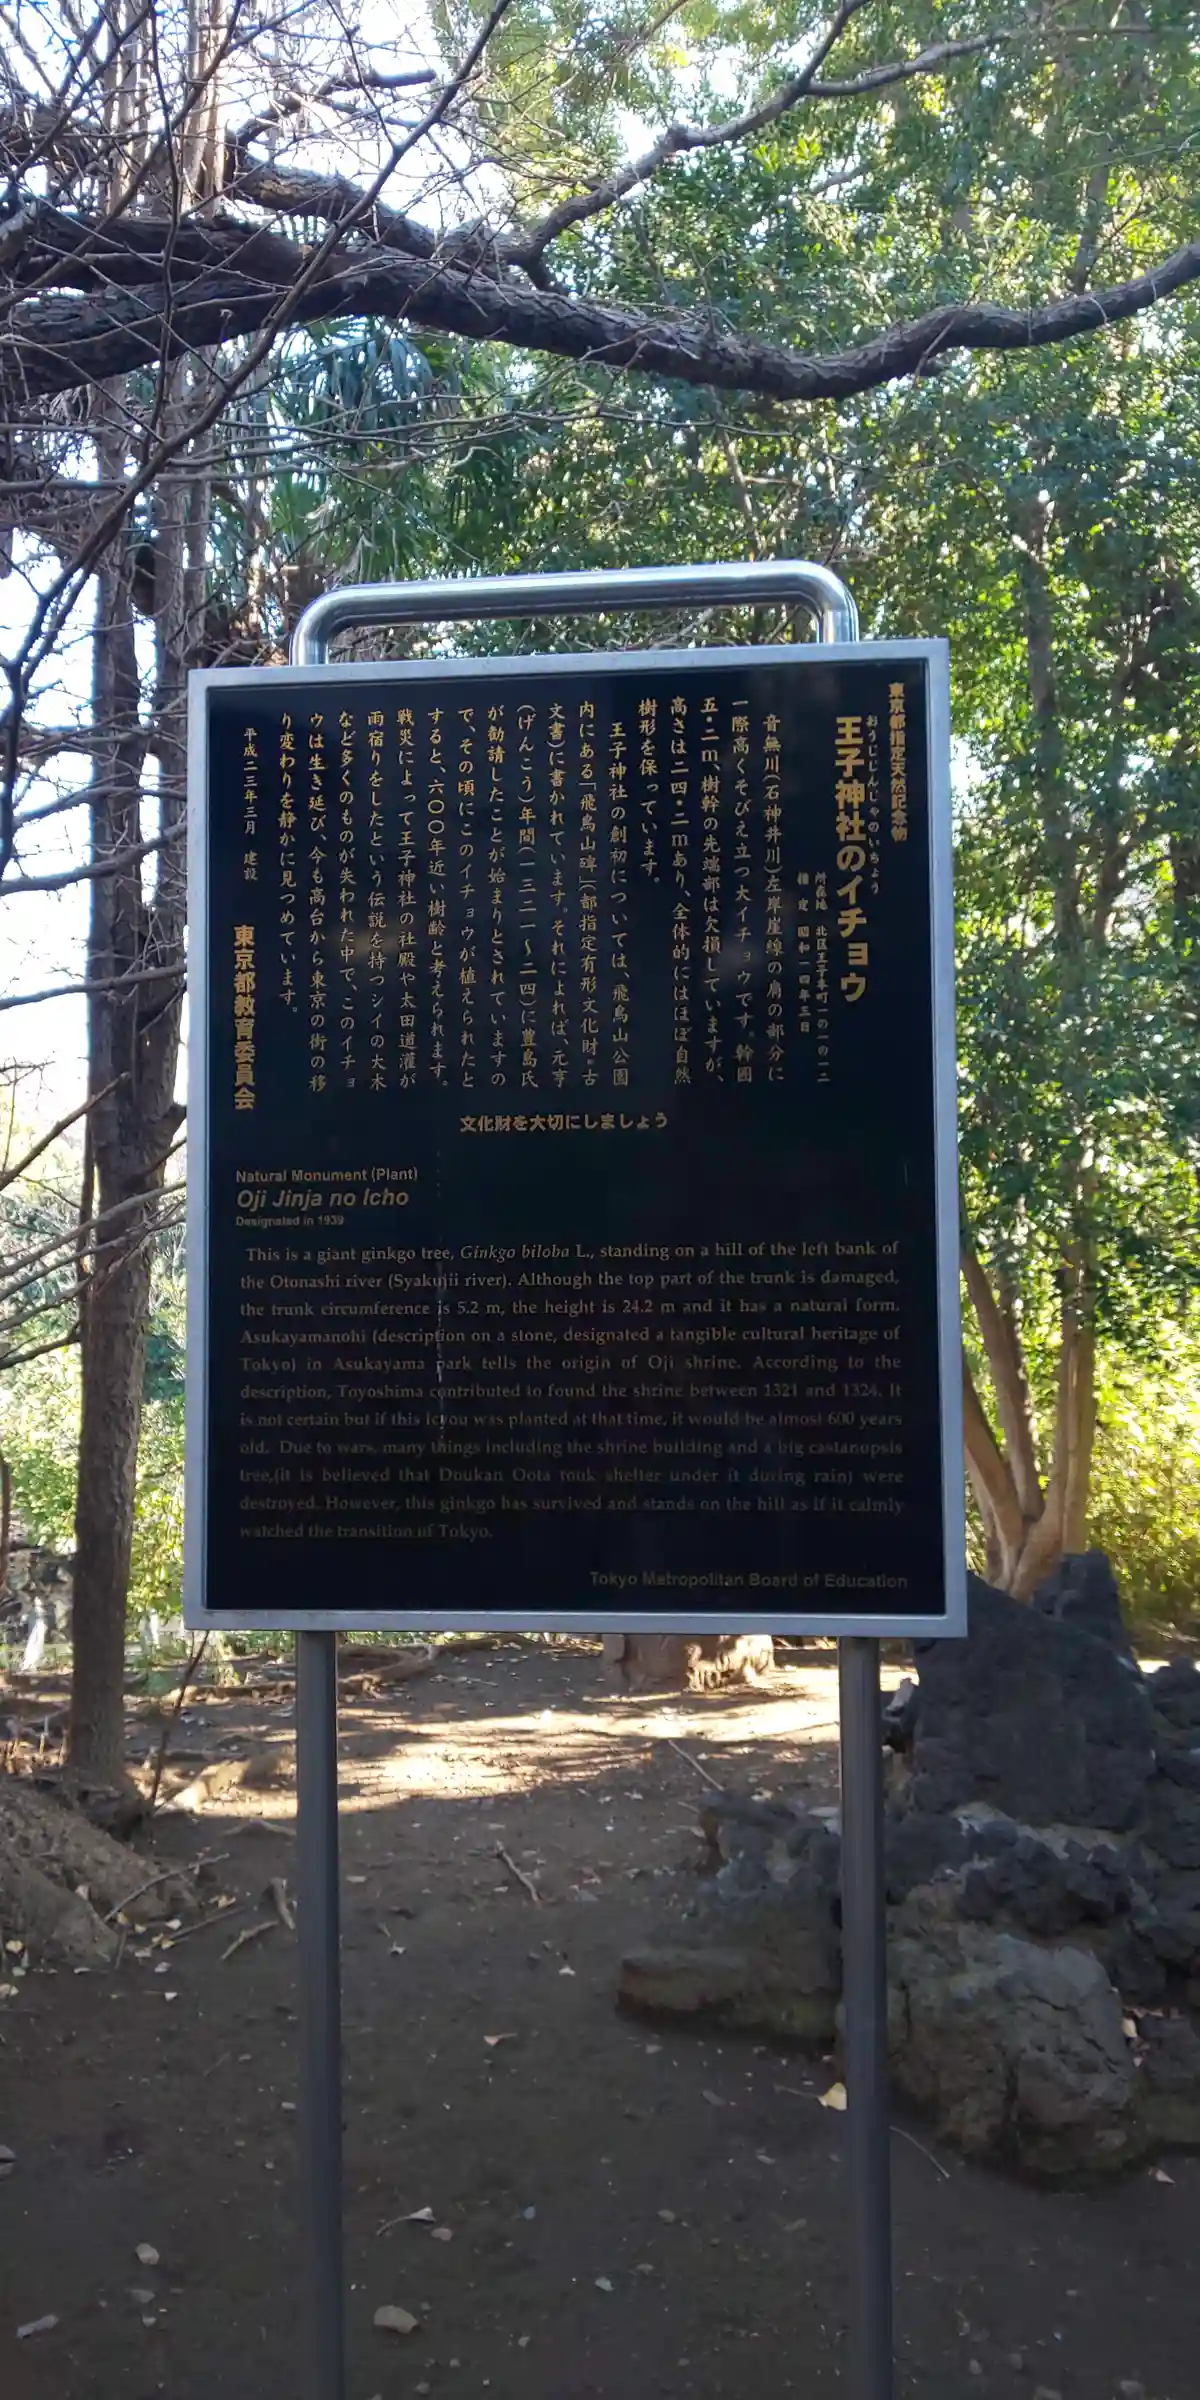 東京都指定天然記念物
おうじじんじゃのいちょう
王子神社のイチョウ
所在地 北区王子本町一の一の一二
指定 昭和一四年三日
音無川(石神井川)左岸崖線の肩の部分に
一際高くそびえ立つ大イチョウです。幹囲
五・二m、樹幹の先端部は欠損していますが、
高さは二四・二mあり、全体的にはほぼ自然
樹形を保っています。
王子神社の創初については、飛鳥山公園
内にある「飛鳥山碑」(都指定有形文化財・古
文書)に書かれています。それによれば、元亨
(げんこう)年間(一三二一〜二四)に豊島氏
が勧請したことが始まりとされていますの
で、その頃にこのイチョウが植えられたと
すると、六〇〇年近い樹齢と考えられます。
戦災によって王子神社の社殿や太田道灌が
雨宿りをしたという伝説を持つシイの大木
など多くのものが失われた中で、このイチョ
ウは生き延び、今も高台から東京の街の移
り変わりを静かに見つめています。
平成二三年三月 建設
東京都教育委員会
文化財を大切にしましょう
Natural Monument (Plant)
Oji Jinja no Icho
Designated in 1939
This is a giant ginkgo tree, Ginkgo biloba L., standing on a hill of the left bank of
the Otonashi river (Syakujii river). Although the top part of the trunk is damaged,
the trunk circumference is 5.2 m, the height is 24.2 m and it has a natural form.
Asukayamanohi (description on a stone, designated a tangible cultural heritage of
Tokyo) in Asukayama park tells the origin of Oji shrine. According to the
description, Toyoshima contributed to found the shrine between 1321 and 1324. It
is not certain but if this Icyou was planted at that time, it would be almost 600 years
old. Due to wars, many things including the shrine building and a big castanopsis
tree,(it is believed that Doukan Oota took shelter under it during rain) were
destroyed. However, this ginkgo has survived and stands on the hill as if it calmly
watched the transition of Tokyo.
Tokyo Metropolitan Board of Education